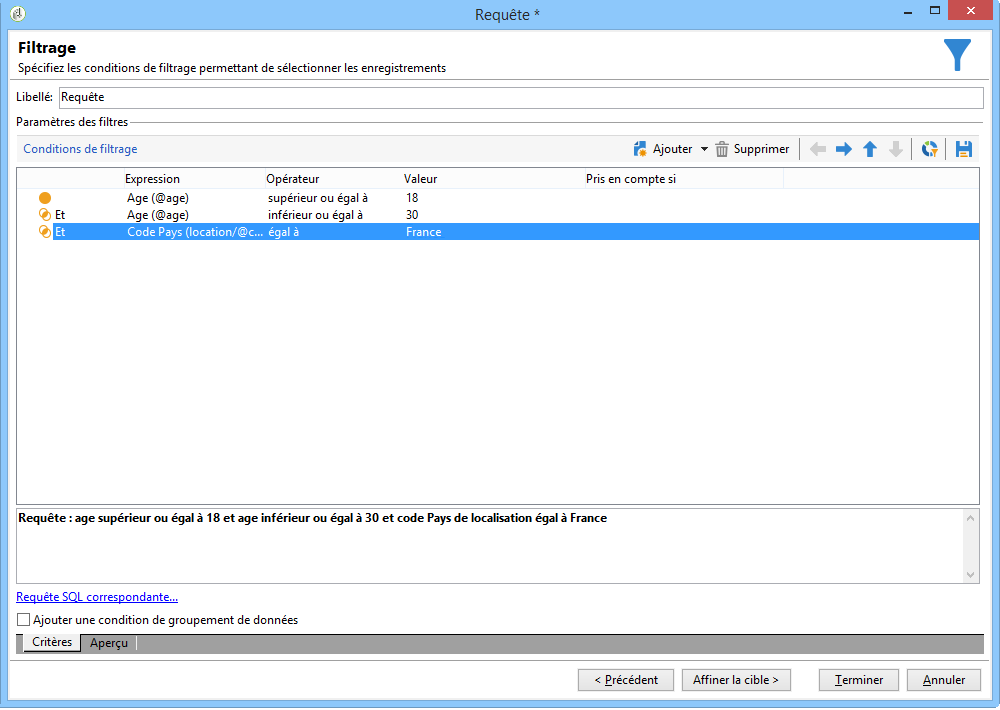 Requête *
Filtrage
Spécifiez les conditions de filtrage permettant de sélectionner les enregistrements
Libellé: Requête
Paramètres des filtres
Conditions de filtrage Ajouter Supprimer
Expression Opérateur Valeur Pris en compte si
Age (@age) supérieur ou égal à 18
Et Age (@age) inférieur ou égal à 30
Et Code Pays (location/@c... égal à France
Requête : age supérieur ou égal à 18 et age inférieur ou égal à 30 et code Pays de localisation égal à France
Requête SQL correspondante...
Ajouter une condition de groupement de données
Critères Aperçu
< Précédent Affiner la cible > Terminer Annuler